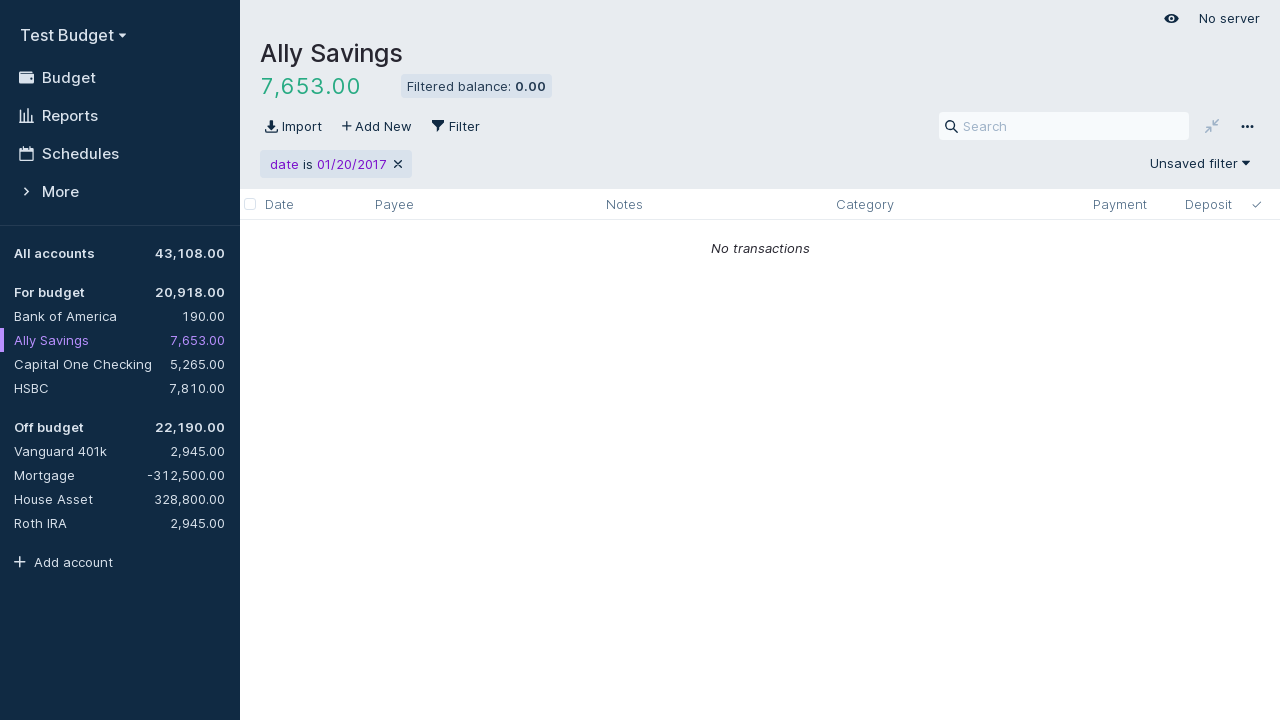 Test Budget
Budget
Reports
Schedules
More
All accounts 43,108.00
For budget 20,918.00
Bank of America 190.00
Ally Savings 7,653.00
Capital One Checking 5,265.00
HSBC 7,810.00
Off budget 22,190.00
Vanguard 401k 2,945.00
Mortgage -312,500.00
House Asset 328,800.00
Roth IRA 2,945.00
Add account
No server
Ally Savings
7,653.00 Filtered balance: 0.00
Import Add New Filter Search
date is 01/20/2017 Unsaved filter
Date Payee Notes Category Payment Deposit
No transactions